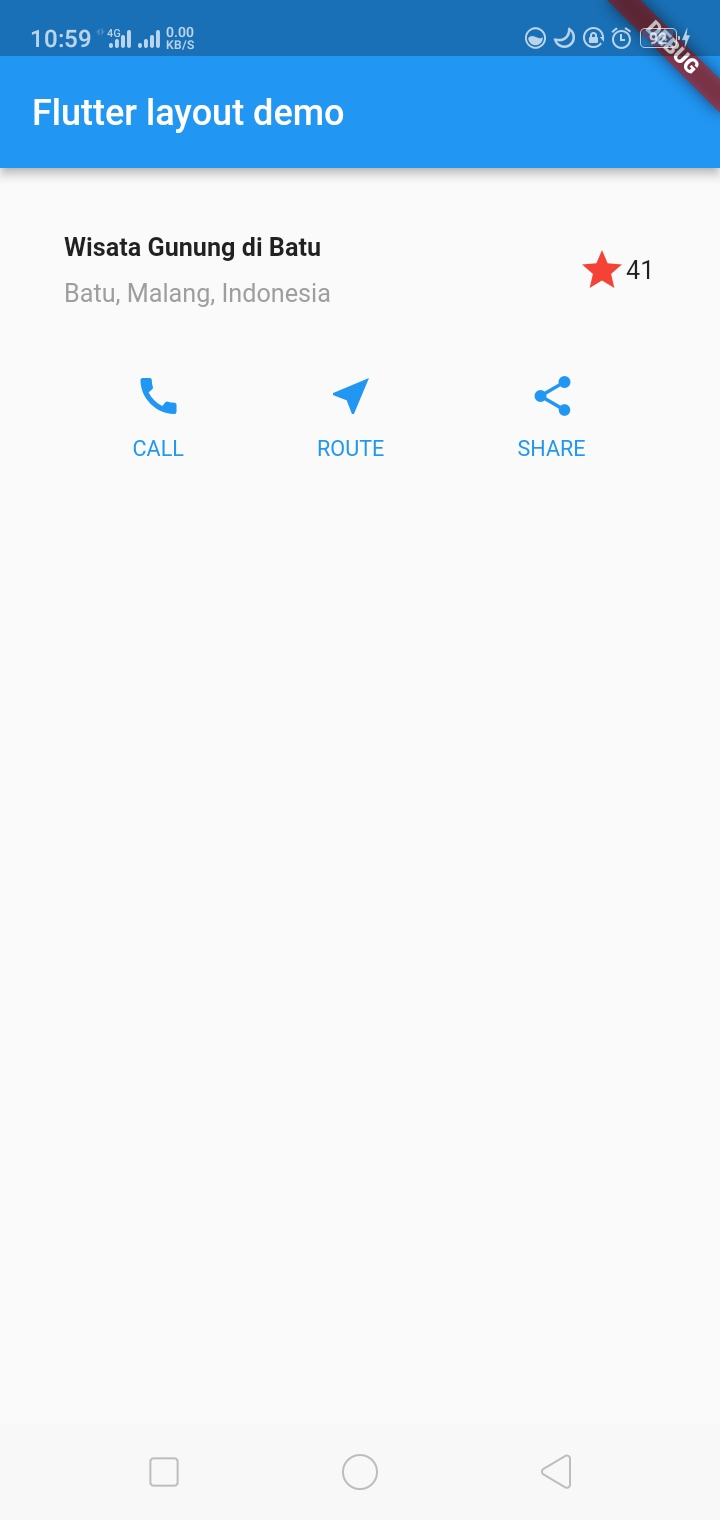 10:59 4G 0.00
KB/S 92
DEBUG
Flutter layout demo
Wisata Gunung di Batu
41
Batu, Malang, Indonesia
CALL ROUTE SHARE